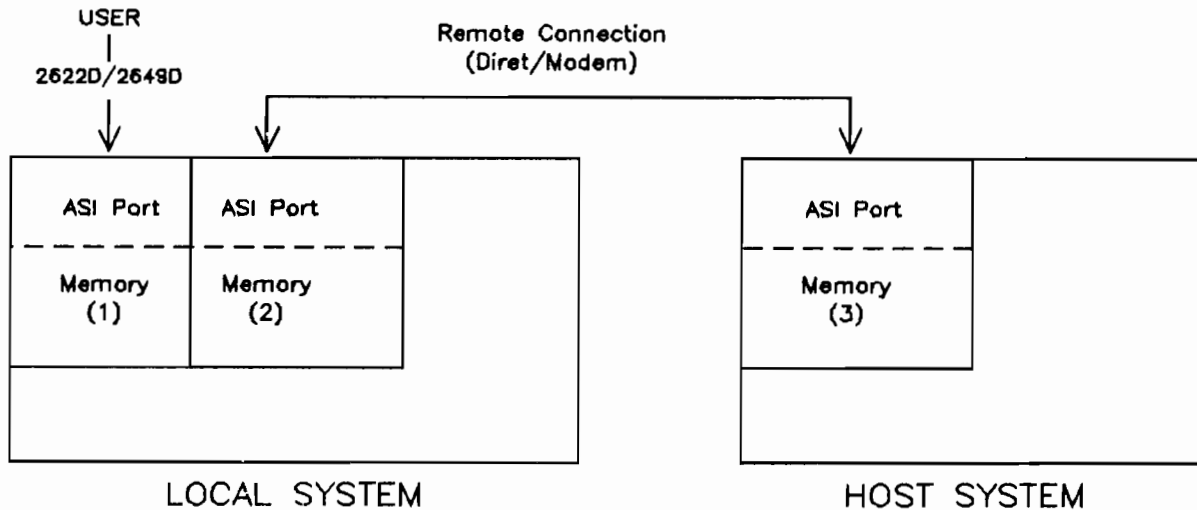 USER
2622D/2649D
Remote Connection
(Diret/Modem)
ASI Port
ASI Port
ASI Port
Memory
(1)
Memory
(2)
Memory
(3)
LOCAL SYSTEM
HOST SYSTEM